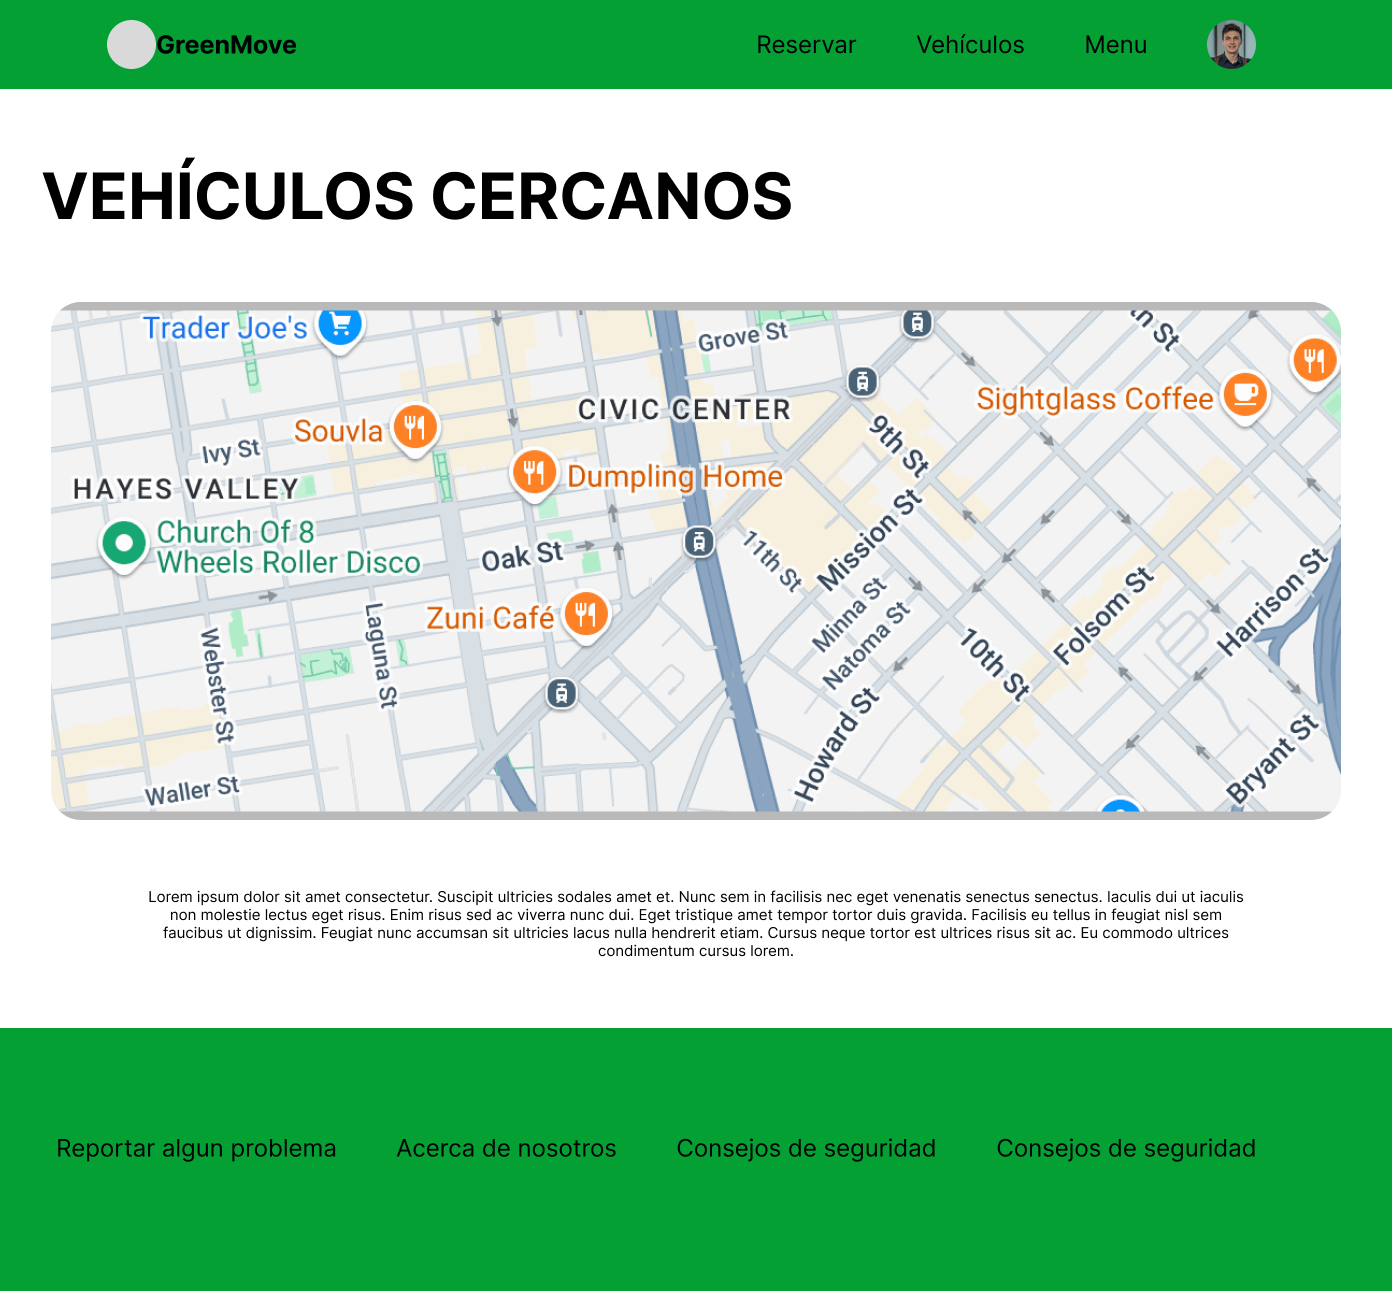 GreenMove
Reservar
Vehículos
Menu
VEHÍCULOS CERCANOS
Trader Joe's
Grove St
Sightglass Coffee
CIVIC CENTER
Souvla
9th St
Ivy St
Dumpling Home
HAYES VALLEY
Church Of 8
Wheels Roller Disco
Oak St
11th St
Mission St
Minna St
Natoma St
Folsom St
Harrison St
Zuni Café
Laguna St
Webster St
10th St
Howard St
Bryant St
Waller St
Lorem ipsum dolor sit amet consectetur. Suscipit ultricies sodales amet et. Nunc sem in facilisis nec eget venenatis senectus senectus. Iaculis dui ut iaculis
non molestie lectus eget risus. Enim risus sed ac viverra nunc dui. Eget tristique amet tempor tortor duis gravida. Facilisis eu tellus in feugiat nisl sem
faucibus ut dignissim. Feugiat nunc accumsan sit ultricies lacus nulla hendrerit etiam. Cursus neque tortor est ultrices risus sit ac. Eu commodo ultrices
condimentum cursus lorem.
Reportar algun problema
Acerca de nosotros
Consejos de seguridad
Consejos de seguridad